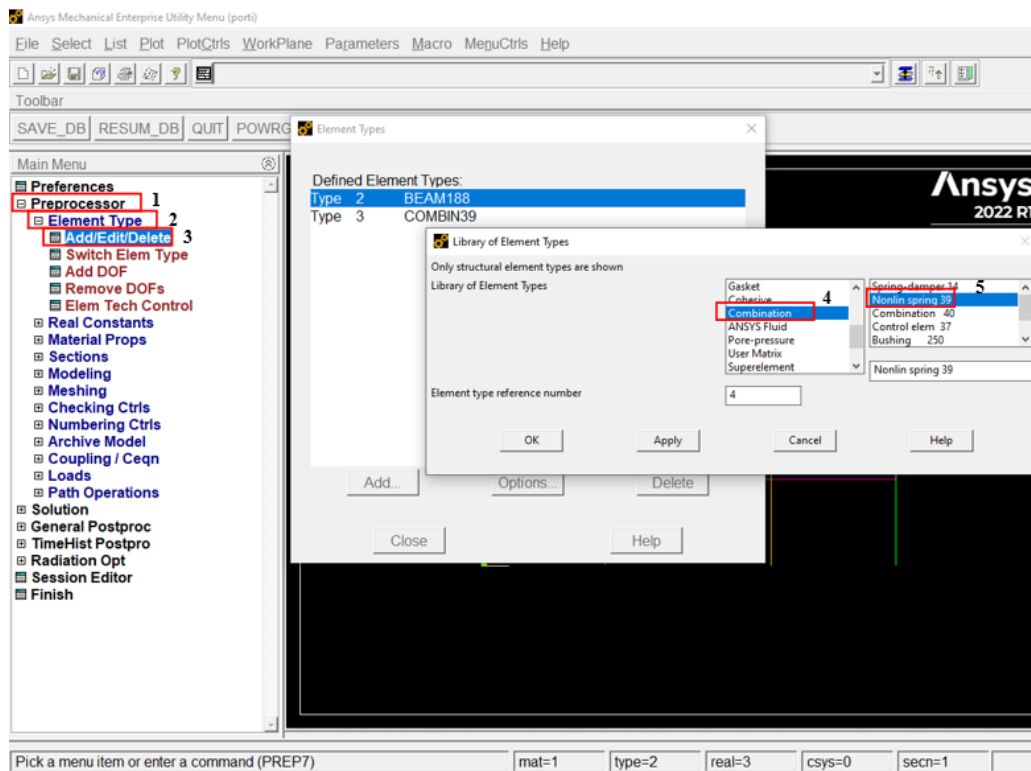 Ansys Mechanical Enterprise Utility Menu (porti)
File Select List Plot PlotCtrls WorkPlane Parameters Macro MenuCtrls Help
Toolbar
SAVE_DB RESUM_DB QUIT POWRG
Main Menu
Preferences
Preprocessor 1
Element Type 2
Add/Edit/Delete 3
Switch Elem Type
Add DOF
Remove DOFs
Elem Tech Control
Real Constants
Material Props
Sections
Modeling
Meshing
Checking Ctrls
Numbering Ctrls
Archive Model
Coupling / Ceqn
Loads
Path Operations
Solution
General Postproc
TimeHist Postpro
Radiation Opt
Session Editor
Finish
Element Types
Defined Element Types:
Type 2 BEAM188
Type 3 COMBIN39
Add...
Options...
Delete
Close
Help
Library of Element Types
Only structural element types are shown
Library of Element Types
Gasket
Cohesive
Combination 4
ANSYS Fluid
Pore-pressure
User Matrix
Superelement
Spring-damper 14 5
Nonlin spring 39
Combination 40
Control elem 37
Bushing 250
Nonlin spring 39
Element type reference number
4
OK
Apply
Cancel
Help
Ansys
2022 R1
Pick a menu item or enter a command (PREP7)
mat=1
type=2
real=3
csys=0
secn=1